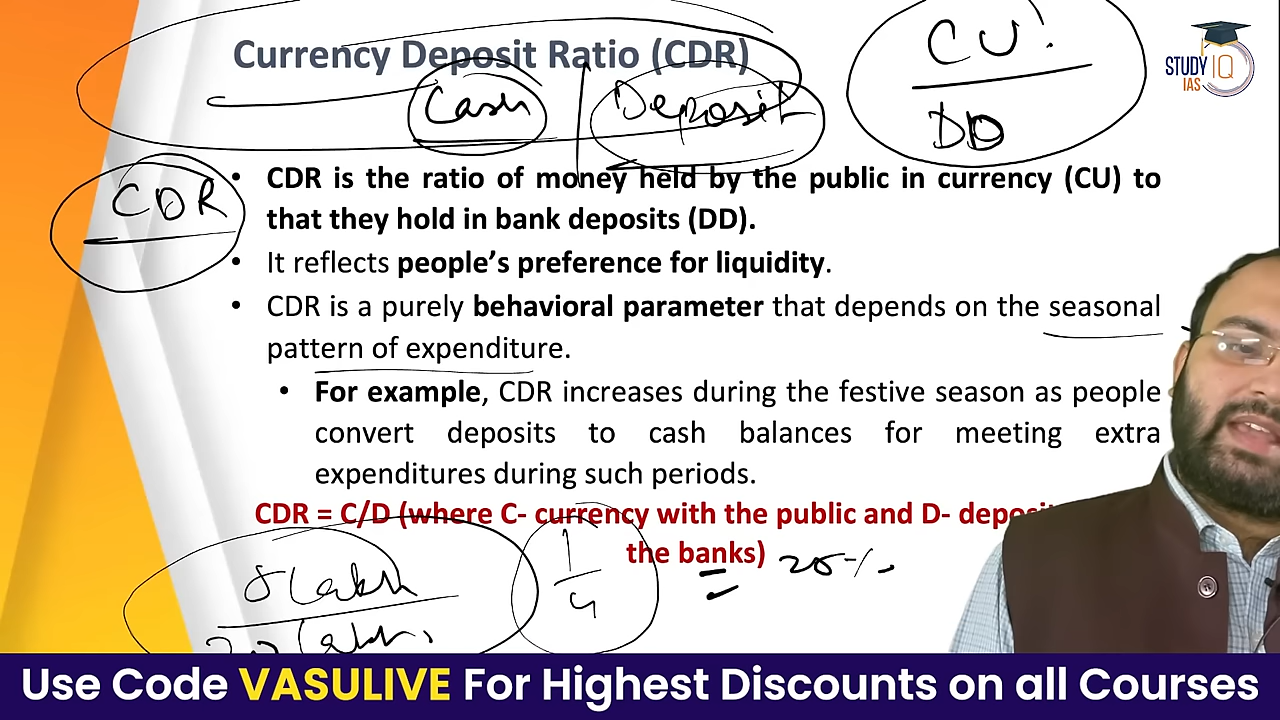 Currency Deposit Ratio (CDR)
CU
DD
STUDY IQ
IAS
Cash | Deposit
CDR
• CDR is the ratio of money held by the public in currency (CU) to
that they hold in bank deposits (DD).
• It reflects people's preference for liquidity.
• CDR is a purely behavioral parameter that depends on the seasonal
pattern of expenditure.
• For example, CDR increases during the festive season as people
convert deposits to cash balances for meeting extra
expenditures during such periods.
CDR = C/D (where C- currency with the public and D-
the banks)
1
4
= 25%
lakh
lakh
Use Code VASULIVE For Highest Discounts on all Courses